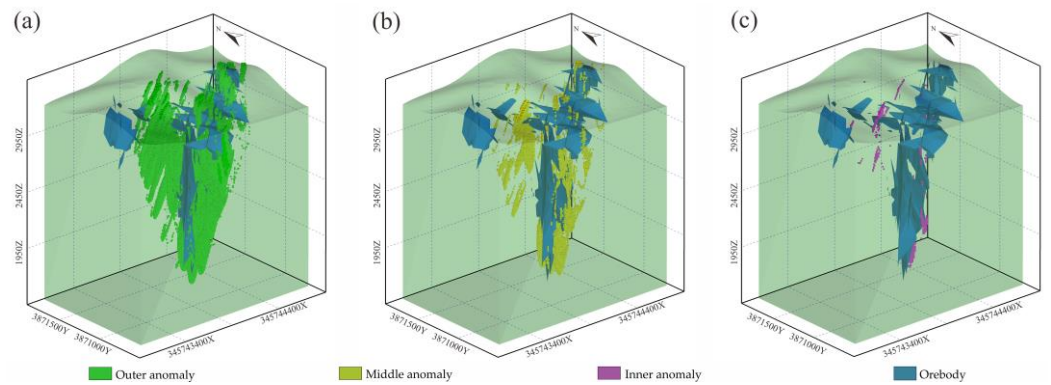 (a)
N
2950Z
2450Z
1950Z
3871500Y
3871000Y
345743400X
345744400X
(b)
N
2950Z
2450Z
1950Z
3871500Y
3871000Y
345743400X
345744400X
(c)
N
2950Z
2450Z
1950Z
3871500Y
3871000Y
345743400X
345744400X
Outer anomaly
Middle anomaly
Inner anomaly
Orebody